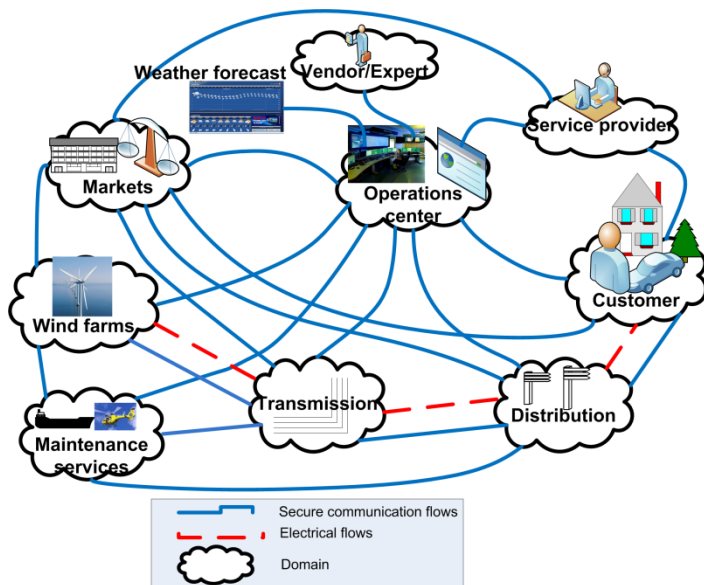 Vendor/Expert
Weather forecast
Service provider
Markets
Operations
center
Customer
Wind farms
Transmission
Distribution
Maintenance
services
Secure communication flows
Electrical flows
Domain